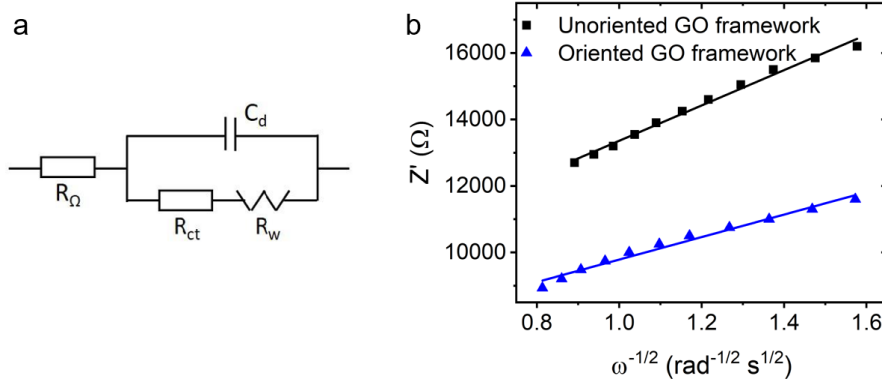 a
C_d
R_Ω
R_ct
R_w
b
Unoriented GO framework
Oriented GO framework
Z' (Ω)
16000
14000
12000
10000
0.8 1.0 1.2 1.4 1.6
ω^-1/2 (rad^-1/2 s^1/2)